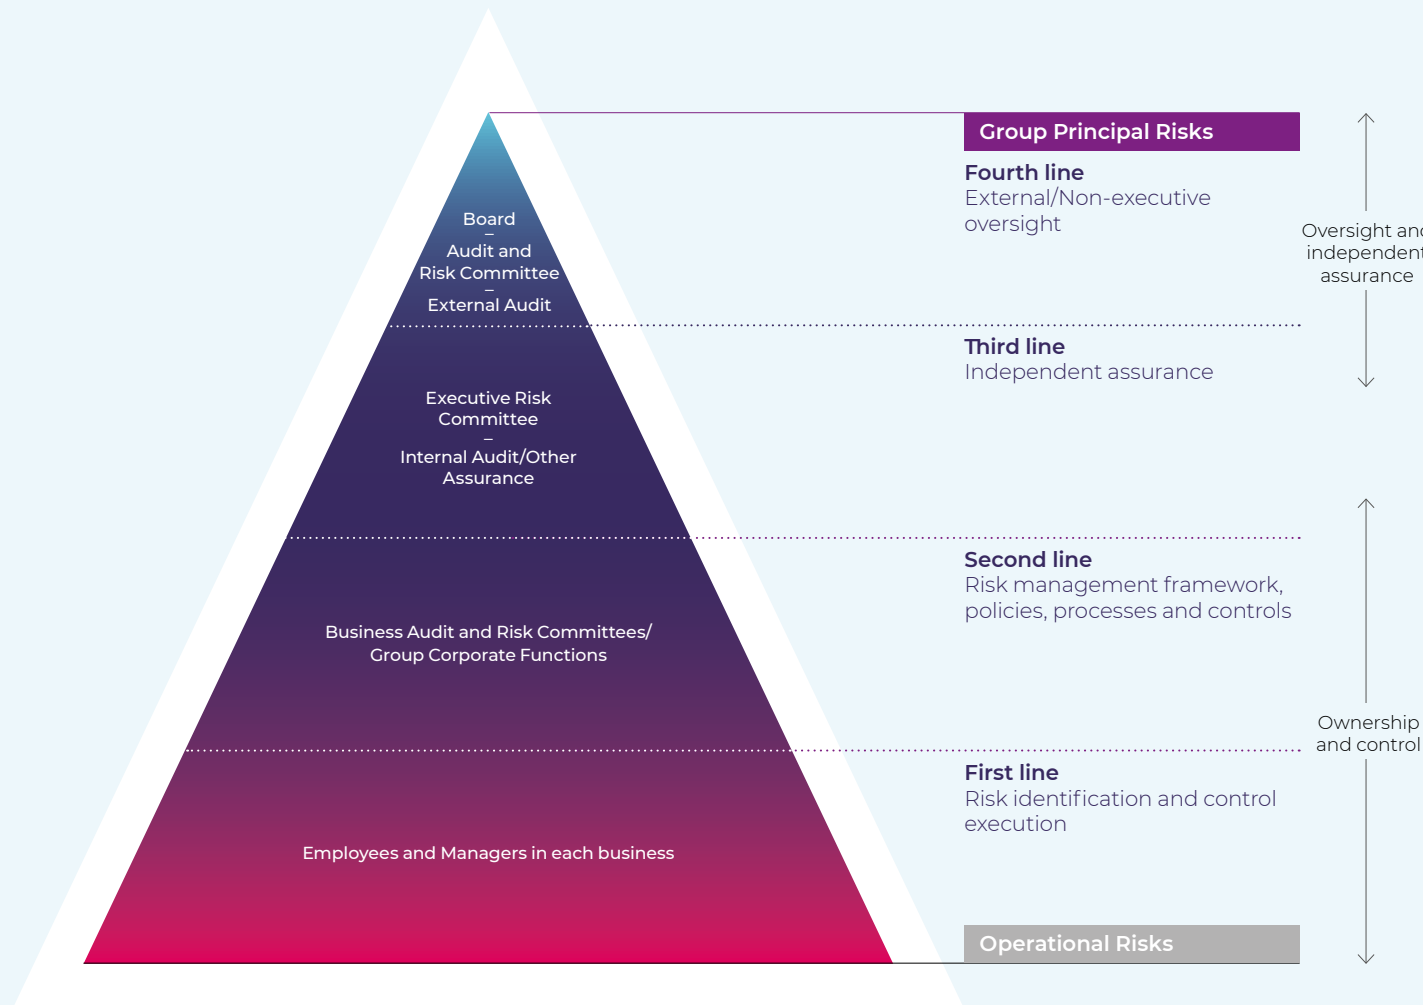 Board
–
Audit and
Risk Committee
–
External Audit
Executive Risk
Committee
–
Internal Audit/Other
Assurance
Business Audit and Risk Committees/
Group Corporate Functions
Employees and Managers in each business
Group Principal Risks
Fourth line
External/Non-executive
oversight
Third line
Independent assurance
Second line
Risk management framework,
policies, processes and controls
First line
Risk identification and control
execution
Operational Risks
Oversight and
independent
assurance
Ownership
and control